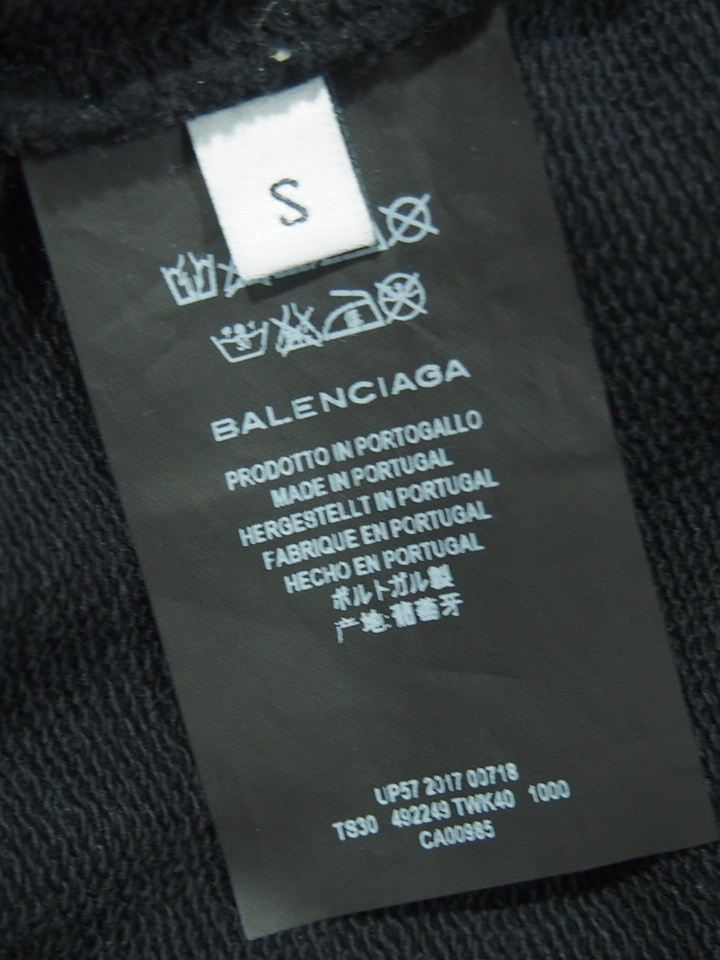 S
BALENCIAGA
PRODOTTO IN PORTOGALLO
MADE IN PORTUGAL
HERGESTELLT IN PORTUGAL
FABRIQUE EN PORTUGAL
HECHO EN PORTUGAL
ポルトガル製
产地:葡萄牙
UP57 2017 00718
TS30 492249 TWK40 1000
CA00985